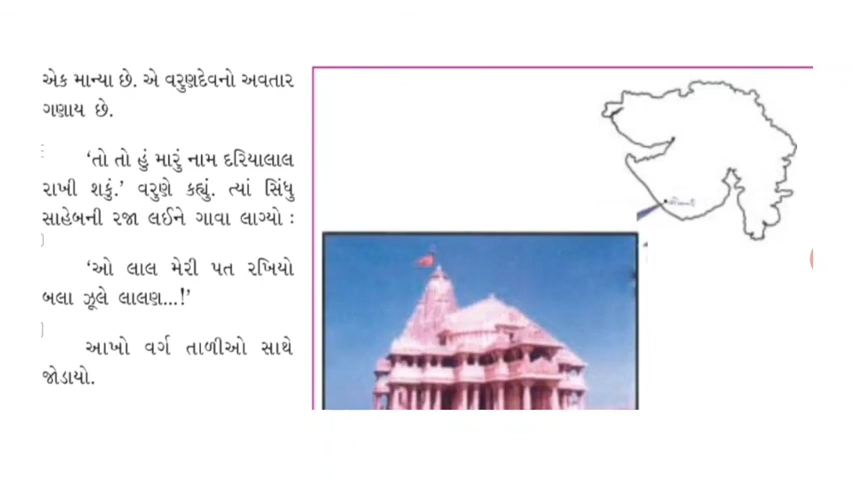 એક માન્યા છે. એ વરુણદેવનો અવતાર
ગણાય છે.
‘તો તો હું મારું નામ દરિયાલાલ
રાખી શકું.’ વરુણે કહ્યું. ત્યાં સિંધુ
સાહેબની રજા લઈને ગાવા લાગ્યો :
‘ઓ લાલ મેરી પત રખિયો
બલા ઝૂલે લાલણ...!’
આખો વર્ગ તાળીઓ સાથે
જોડાયો.